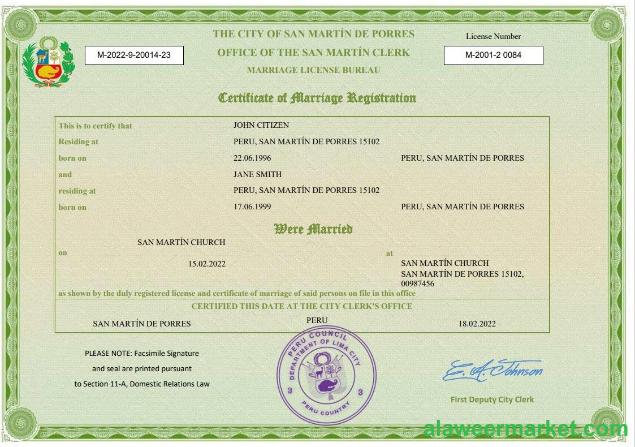 THE CITY OF SAN MARTÍN DE PORRES
License Number
M-2022-9-20014-23
OFFICE OF THE SAN MARTÍN CLERK
M-2001-2 0084
MARRIAGE LICENSE BUREAU
Certificate of Marriage Registration
This is to certify that JOHN CITIZEN
Residing at PERU, SAN MARTÍN DE PORRES 15102
born on 22.06.1996 PERU, SAN MARTÍN DE PORRES
and JANE SMITH
residing at PERU, SAN MARTÍN DE PORRES 15102
born on 17.06.1999 PERU, SAN MARTÍN DE PORRES
Were Married
SAN MARTÍN CHURCH
on at
15.02.2022 SAN MARTÍN CHURCH
SAN MARTÍN DE PORRES 15102,
00987456
as shown by the duly registered license and certificate of marriage of said persons on file in this office
CERTIFIED THIS DATE AT THE CITY CLERK'S OFFICE
SAN MARTÍN DE PORRES PERU 18.02.2022
PERU COUNCIL
DEPARTMENT OF LIMA CITY
3 3
PERU COUNTRY
PLEASE NOTE: Facsimile Signature
and seal are printed pursuant
to Section 11-A, Domestic Relations Law
E. A. Johnson
First Deputy City Clerk
alaweermarket.com